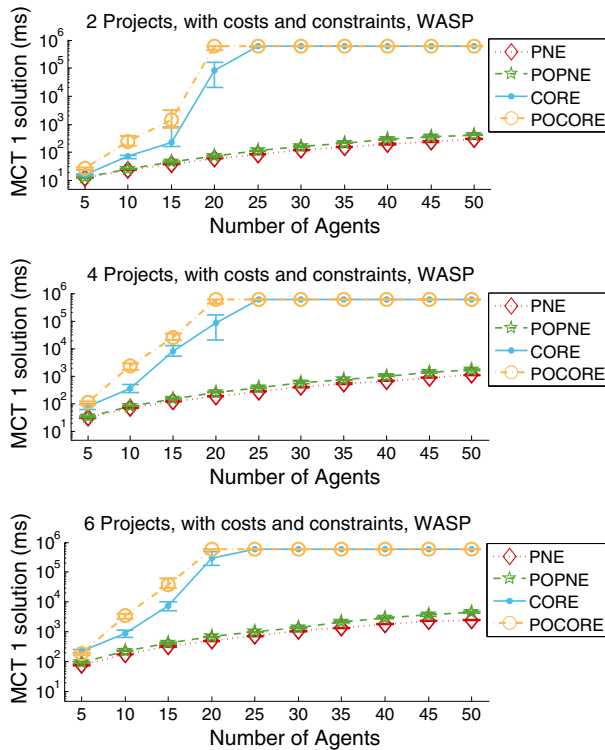 2 Projects, with costs and constraints, WASP
MCT 1 solution (ms)
10^6
10^5
10^4
10^3
10^2
10^1
5 10 15 20 25 30 35 40 45 50
Number of Agents
PNE
POPNE
CORE
POCORE
4 Projects, with costs and constraints, WASP
MCT 1 solution (ms)
10^6
10^5
10^4
10^3
10^2
10^1
5 10 15 20 25 30 35 40 45 50
Number of Agents
PNE
POPNE
CORE
POCORE
6 Projects, with costs and constraints, WASP
MCT 1 solution (ms)
10^6
10^5
10^4
10^3
10^2
10^1
5 10 15 20 25 30 35 40 45 50
Number of Agents
PNE
POPNE
CORE
POCORE